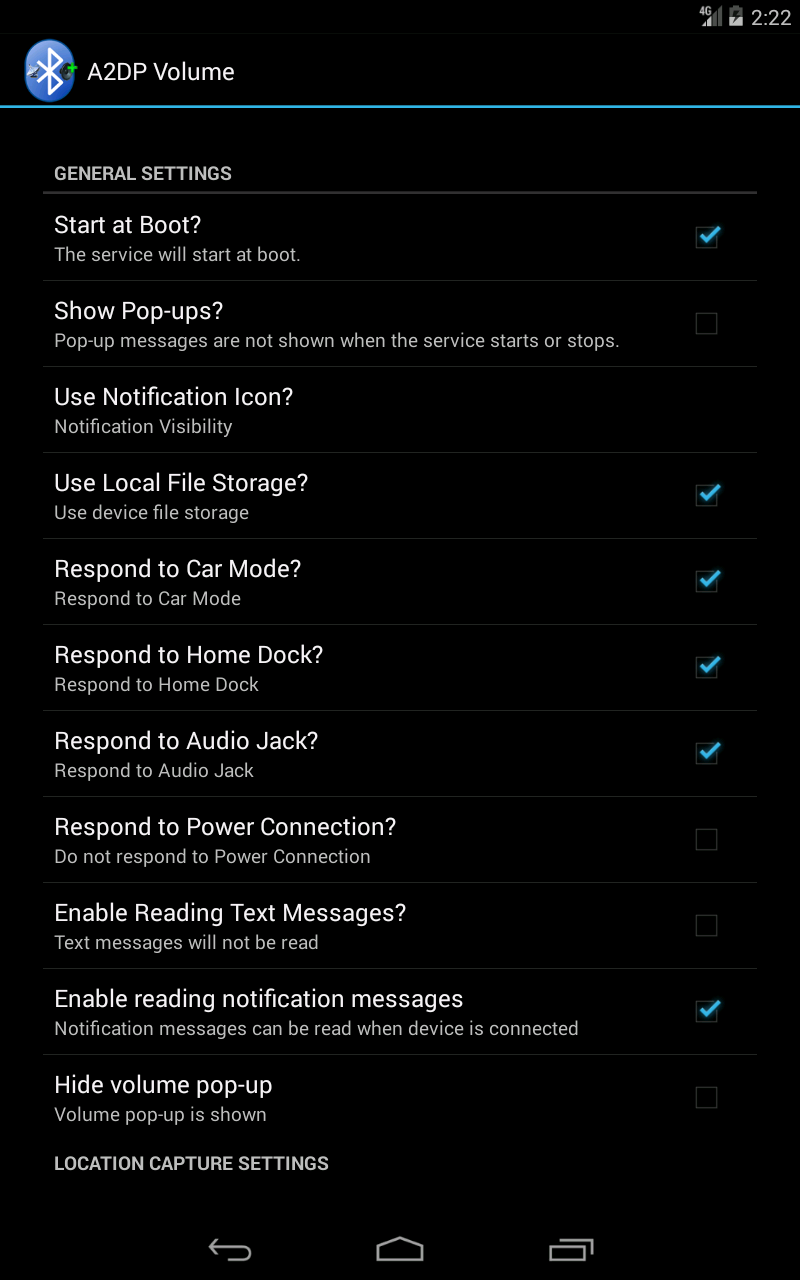 4G 2:22
A2DP Volume
GENERAL SETTINGS
Start at Boot?
The service will start at boot.
Show Pop-ups?
Pop-up messages are not shown when the service starts or stops.
Use Notification Icon?
Notification Visibility
Use Local File Storage?
Use device file storage
Respond to Car Mode?
Respond to Car Mode
Respond to Home Dock?
Respond to Home Dock
Respond to Audio Jack?
Respond to Audio Jack
Respond to Power Connection?
Do not respond to Power Connection
Enable Reading Text Messages?
Text messages will not be read
Enable reading notification messages
Notification messages can be read when device is connected
Hide volume pop-up
Volume pop-up is shown
LOCATION CAPTURE SETTINGS